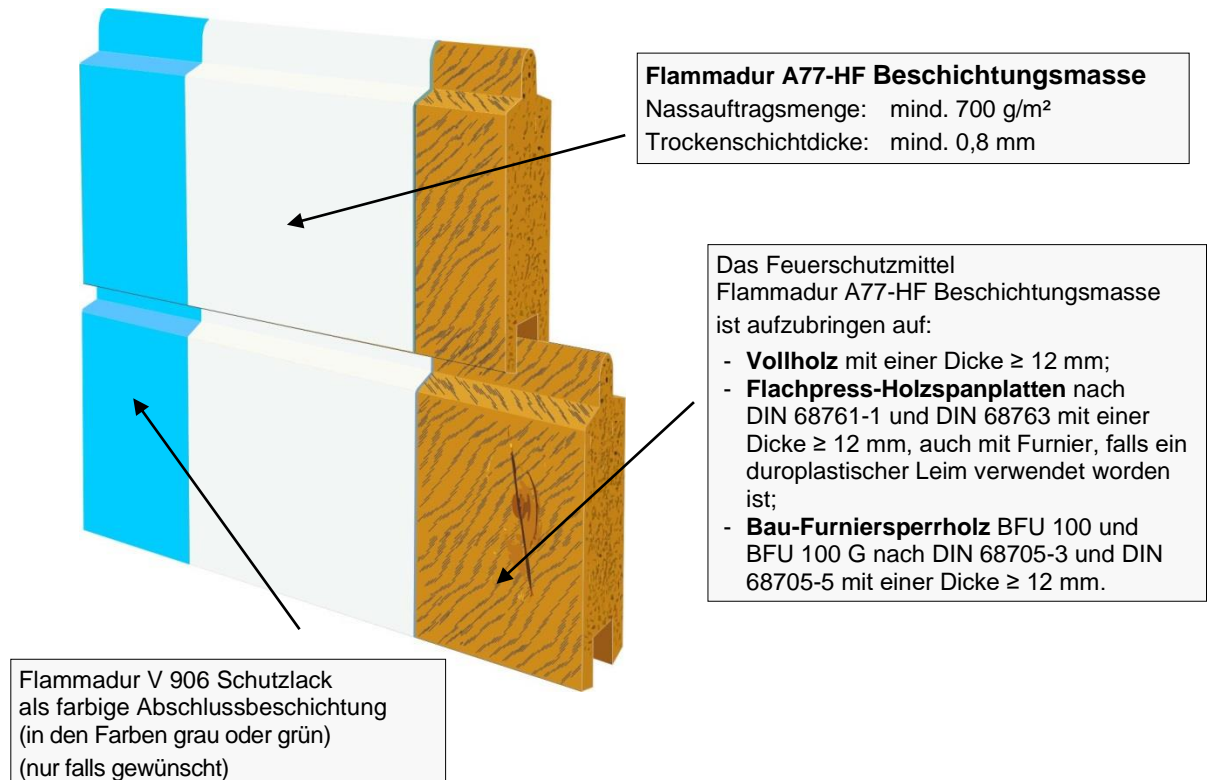 Flammadur A77-HF Beschichtungsmasse
Nassauftragsmenge: mind. 700 g/m²
Trockenschichtdicke: mind. 0,8 mm
Das Feuerschutzmittel
Flammadur A77-HF Beschichtungsmasse
ist aufzubringen auf:
- Vollholz mit einer Dicke ≥ 12 mm;
- Flachpress-Holzspanplatten nach
DIN 68761-1 und DIN 68763 mit einer
Dicke ≥ 12 mm, auch mit Furnier, falls ein
duroplastischer Leim verwendet worden
ist;
- Bau-Furniersperrholz BFU 100 und
BFU 100 G nach DIN 68705-3 und DIN
68705-5 mit einer Dicke ≥ 12 mm.
Flammadur V 906 Schutzlack
als farbige Abschlussbeschichtung
(in den Farben grau oder grün)
(nur falls gewünscht)